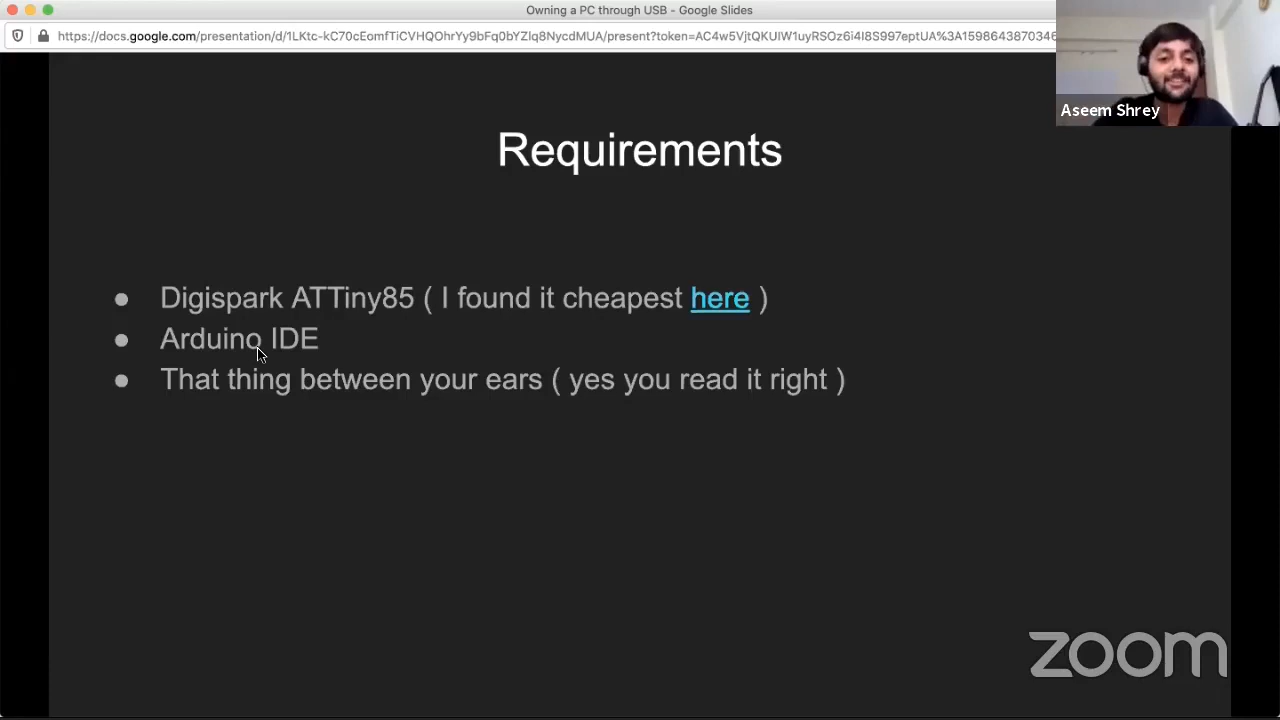 Owning a PC through USB - Google Slides
https://docs.google.com/presentation/d/1LKtc-kC70cEomfTiCVHQOhrYy9bFq0bYZlq8NycdMUA/present?token=AC4w5VjtQKUIW1uyRSOz6i4I8S997eptUA%3A1598643870346
Aseem Shrey
Requirements
● Digispark ATTiny85 ( I found it cheapest here )
● Arduino IDE
● That thing between your ears ( yes you read it right )
zoom